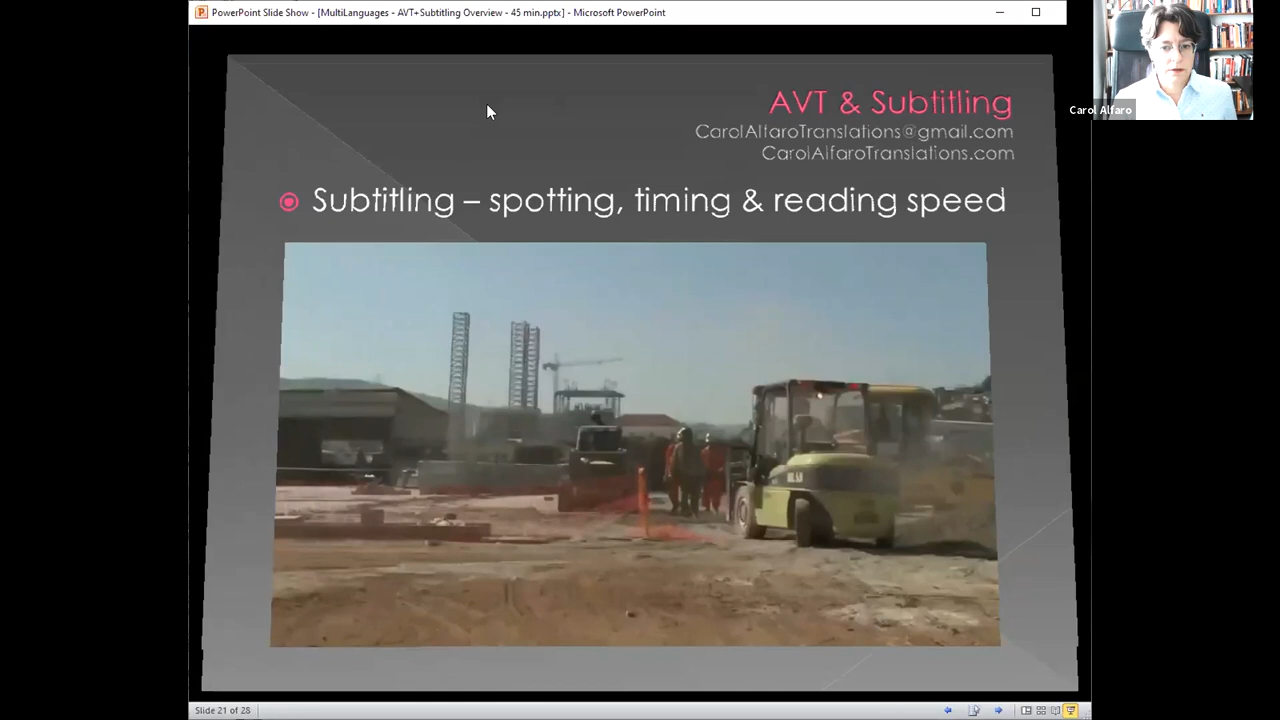 PowerPoint Slide Show - [MultiLanguages - AVT+Subtitling Overview - 45 min.pptx] - Microsoft PowerPoint
Carol Alfaro
AVT & Subtitling
CarolAlfaroTranslations@gmail.com
CarolAlfaroTranslations.com
Subtitling – spotting, timing & reading speed
Slide 21 of 28